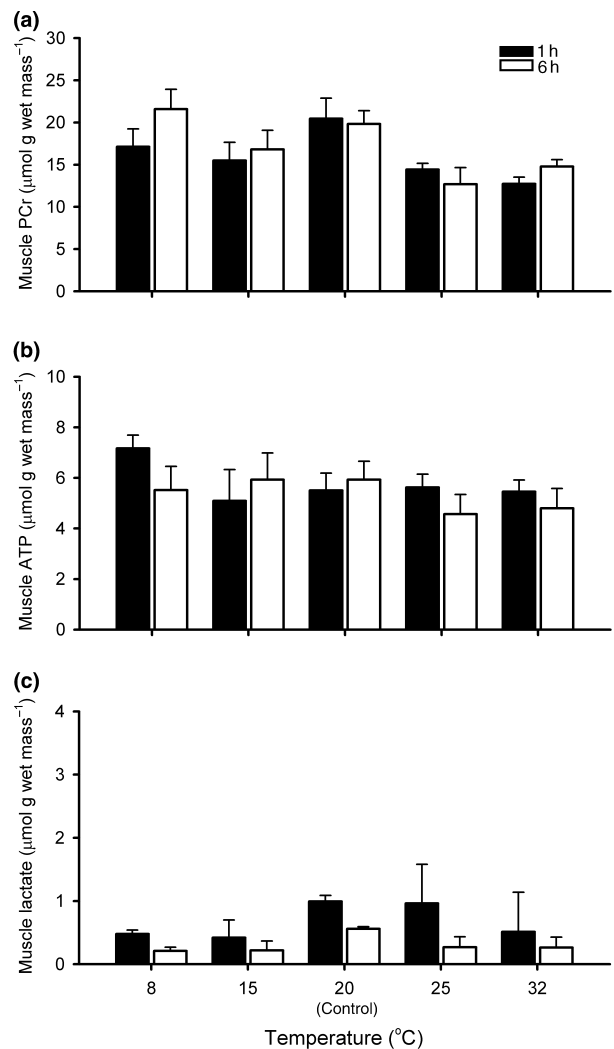 (a)
Muscle PCr (μmol g wet mass⁻¹)
30
25
20
15
10
5
0
1 h
6 h
(b)
Muscle ATP (μmol g wet mass⁻¹)
10
8
6
4
2
0
(c)
Muscle lactate (μmol g wet mass⁻¹)
4
3
2
1
0
8 15 20 25 32
(Control)
Temperature (°C)